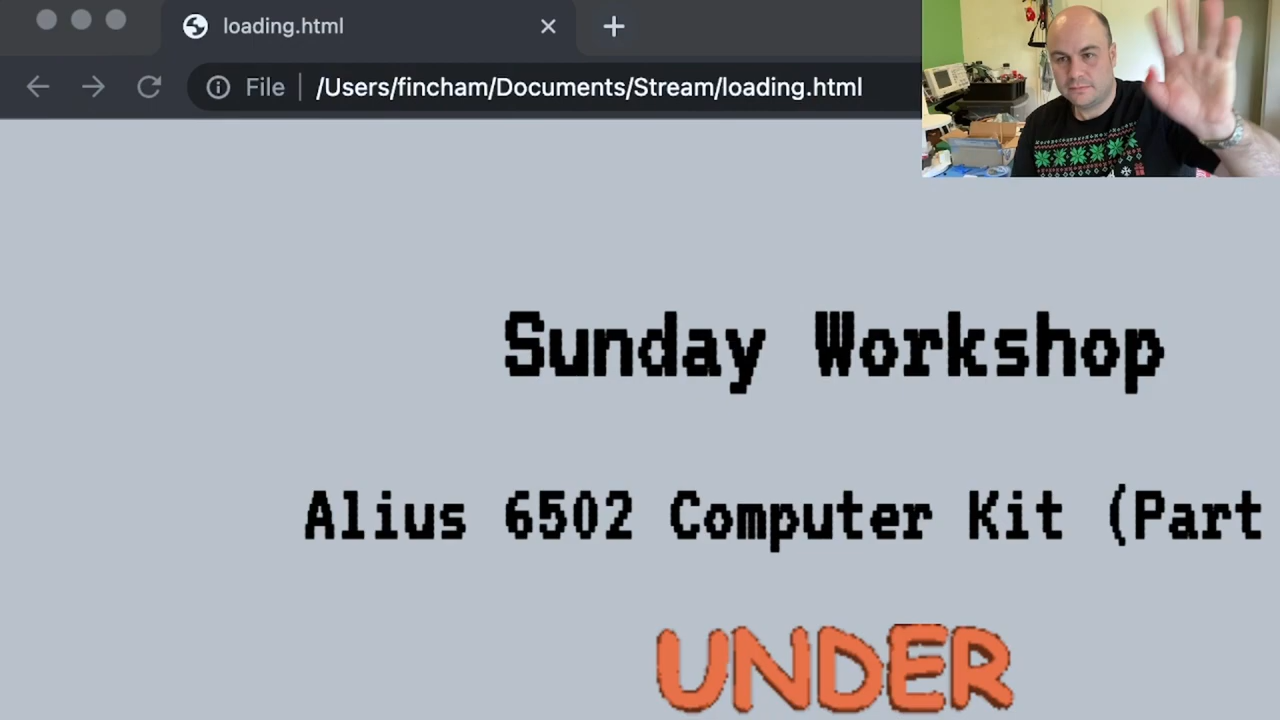 loading.html
File | /Users/fincham/Documents/Stream/loading.html
Sunday Workshop
Alius 6502 Computer Kit (Part
UNDER